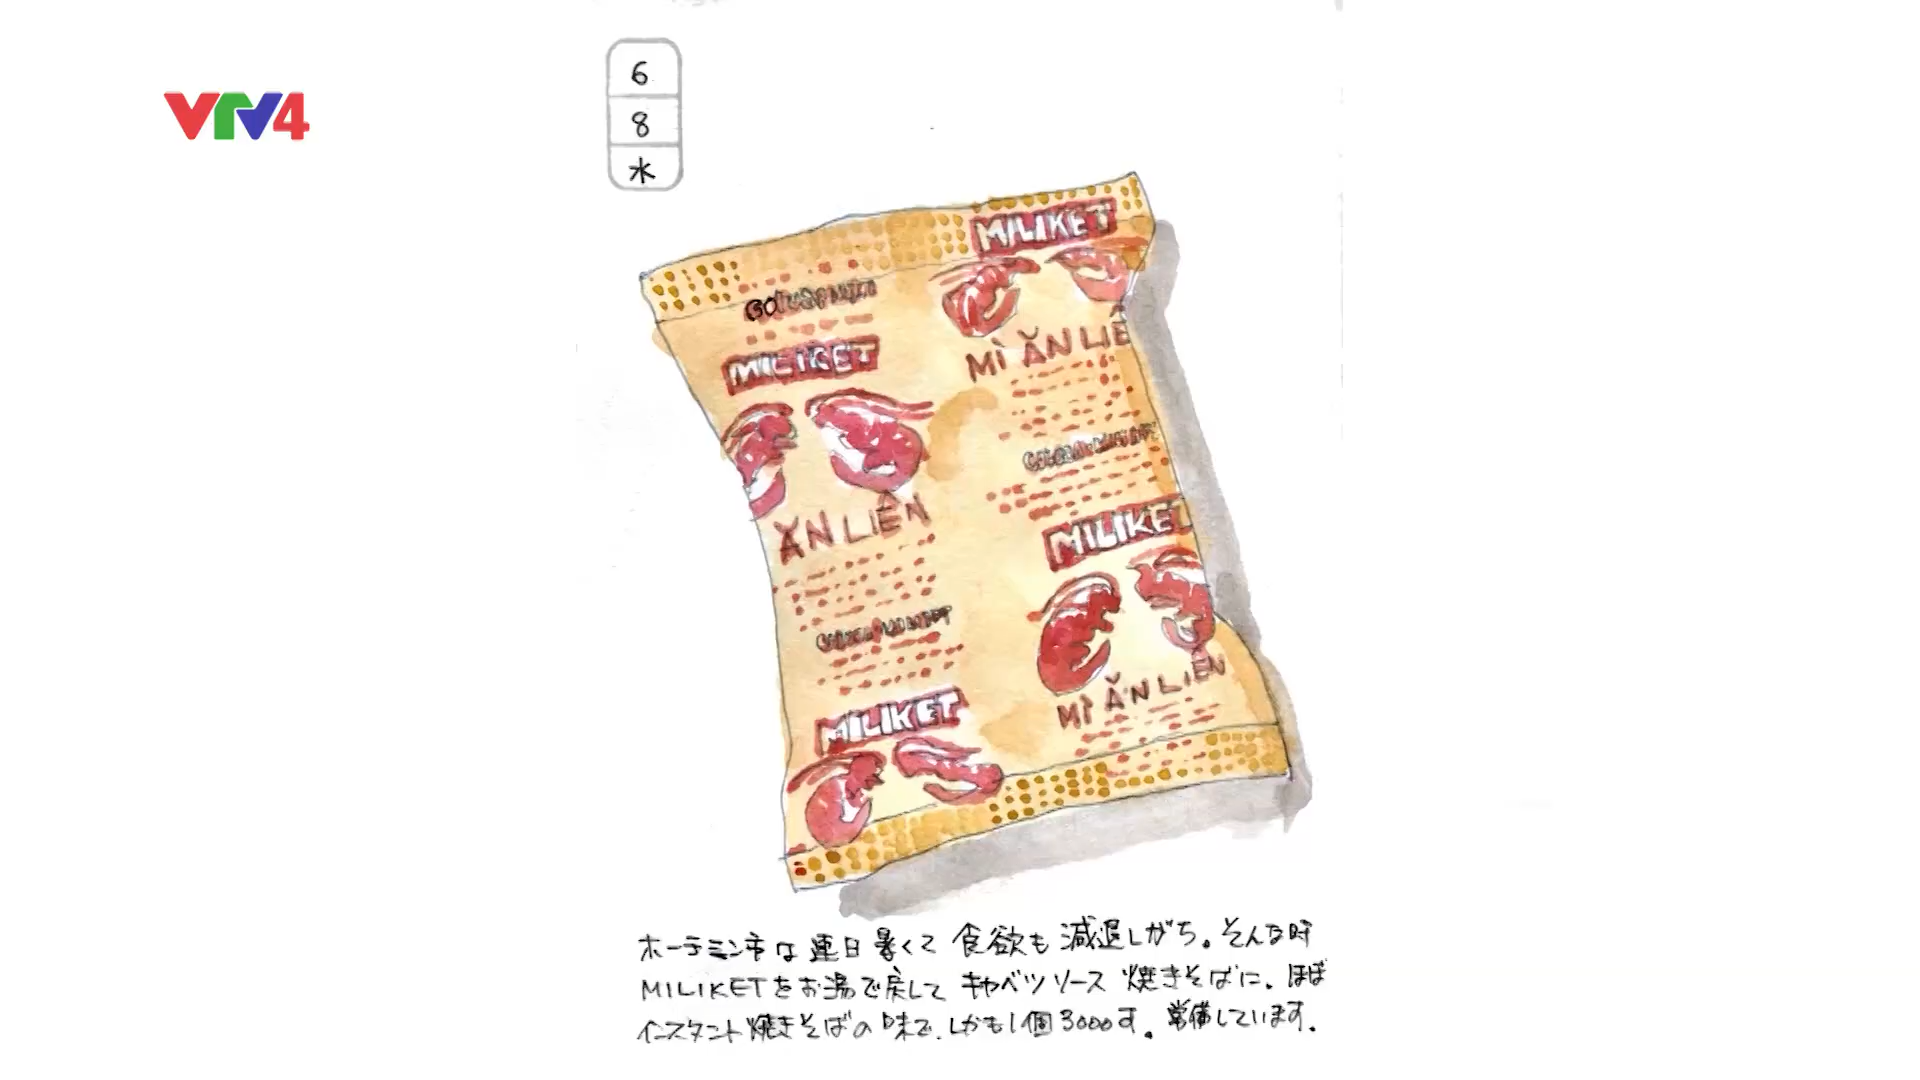 VTV4
6
8
水
MILIKET
MILIKET
MÌ ĂN LIÊ
ĂN LIÊN
MILIKET
MÌ ĂN LIỀN
MILIKET
ホーチミン市は連日暑くて食欲も減退しがち。そんな時
MILIKETをお湯で戻してキャベツソース焼きそばに。ほぼ
インスタント焼きそばの味で、しかも1個3000す。常備しています。